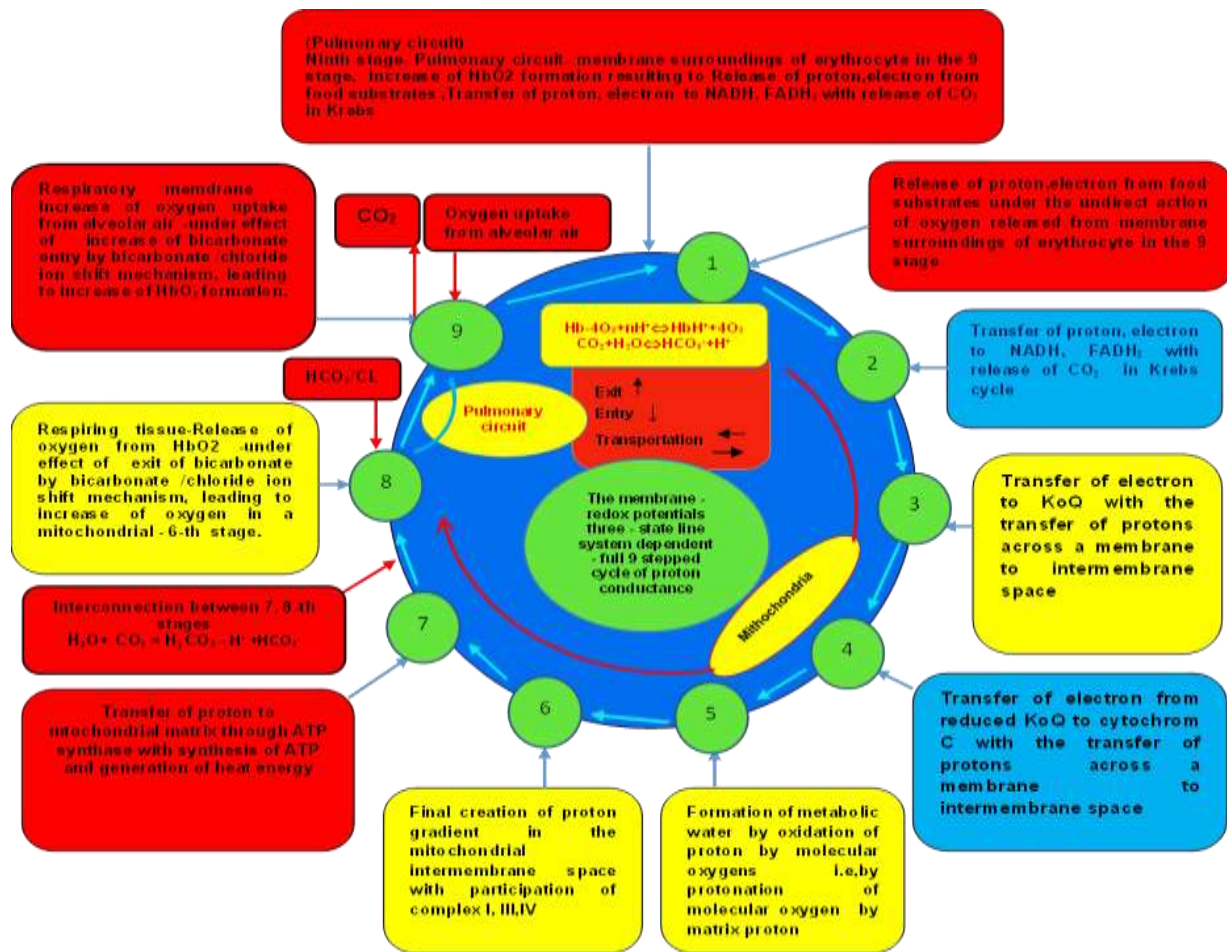 (Pulmonary circuit)
Ninth stage- Pulmonary circuit- membrane surroundings of erythrocyte in the 9
stage, increase of HbO2 formation resulting to Release of proton,electron from
food substrates .Transfer of proton, electron to NADH, FADH₂ with release of CO₂
in Krebs
Respiratory memdrane
Increase of oxygen uptake
from alveolar air -under effect
of increase of bicarbonate
entry by bicarbonate /chloride
ion shift mechanism, leading
to increase of HbO₂ formation.
CO₂
Oxygen uptake
from alveolar air
Release of proton,electron from food
substrates under the undirect action
of oxygen released from membrane
surroundings of erythrocyte in the 9
stage
1
9
Hb-4O₂+nH⁺⇔HbH⁺+4O₂
CO₂+H₂O⇔HCO₃⁻+H⁺
2
Transfer of proton, electron
to NADH, FADH₂ with
release of CO₂ in Krebs
cycle
HCO₃/CL
Exit ↑
Entry ↓
Transportation ← →
Pulmonary
circuit
Respiring tissue-Release of
oxygen from HbO2 -under
effect of exit of bicarbonate
by bicarbonate /chloride ion
shift mechanism, leading to
increase of oxygen in a
mitochondrial - 6-th stage.
8
3
Transfer of electron
to KoQ with the
transfer of protons
across a membrane
to intermembrane
space
The membrane -
redox potentials
three - state line
system dependent
- full 9 stepped
cycle of proton
conductance
Mithochondria
Interconnection between 7, 8-th
stages
H₂O+ CO₂ = H₂CO₃ - H⁺ +HCO₃
7
4
Transfer of proton to
mitochondrial matrix through ATP
synthase with synthesis of ATP
and generation of heat energy
6
5
Transfer of electron from
reduced KoQ to cytochrom
C with the transfer of
protons across a
membrane to
intermembrane space
Final creation of proton
gradient in the
mitochondrial
intermembrane space
with participation of
complex I, III,IV
Formation of metabolic
water by oxidation of
proton by molecular
oxygens i.e,by
protonation of
molecular oxygen by
matrix proton